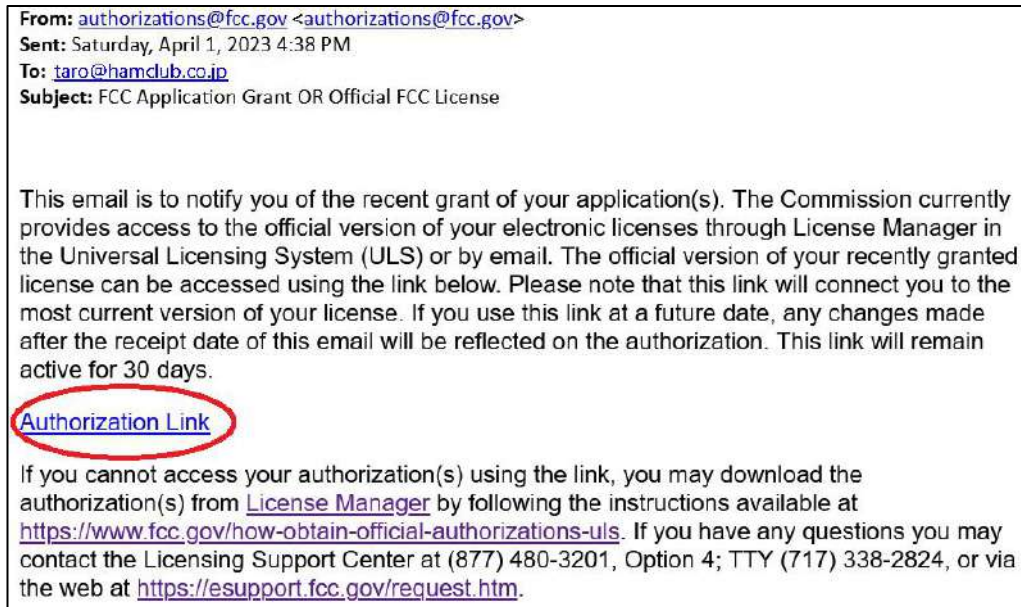 From: authorizations@fcc.gov <authorizations@fcc.gov>
Sent: Saturday, April 1, 2023 4:38 PM
To: taro@hamclub.co.jp
Subject: FCC Application Grant OR Official FCC License
This email is to notify you of the recent grant of your application(s). The Commission currently
provides access to the official version of your electronic licenses through License Manager in
the Universal Licensing System (ULS) or by email. The official version of your recently granted
license can be accessed using the link below. Please note that this link will connect you to the
most current version of your license. If you use this link at a future date, any changes made
after the receipt date of this email will be reflected on the authorization. This link will remain
active for 30 days.
Authorization Link
If you cannot access your authorization(s) using the link, you may download the
authorization(s) from License Manager by following the instructions available at
https://www.fcc.gov/how-obtain-official-authorizations-uls. If you have any questions you may
contact the Licensing Support Center at (877) 480-3201, Option 4; TTY (717) 338-2824, or via
the web at https://esupport.fcc.gov/request.htm.